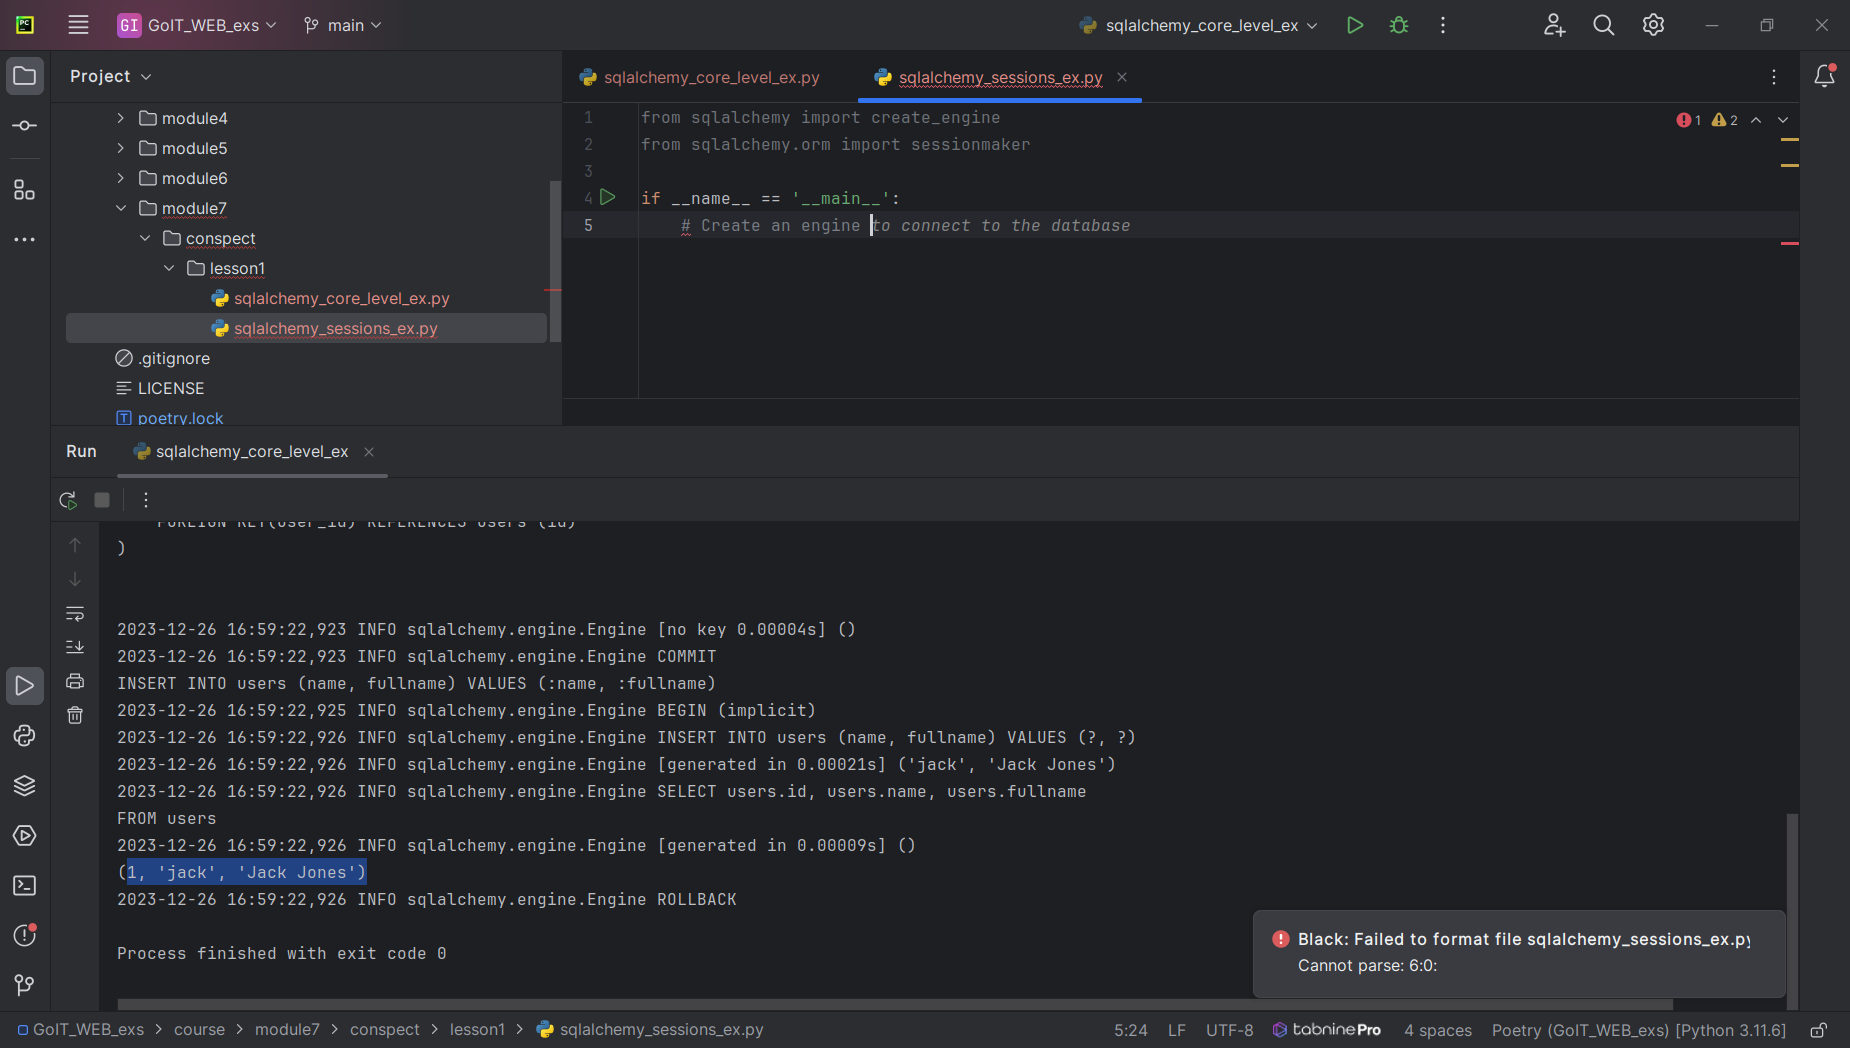 PC
GI GoIT_WEB_exs
main
sqlalchemy_core_level_ex
Project
module4
module5
module6
module7
conspect
lesson1
sqlalchemy_core_level_ex.py
sqlalchemy_sessions_ex.py
.gitignore
LICENSE
poetry.lock
sqlalchemy_core_level_ex.py
sqlalchemy_sessions_ex.py
1 2
1 from sqlalchemy import create_engine
2 from sqlalchemy.orm import sessionmaker
3
4 if __name__ == '__main__':
5 # Create an engine to connect to the database
Run sqlalchemy_core_level_ex
FOREIGN KEY(user_id) REFERENCES users (id)
)
2023-12-26 16:59:22,923 INFO sqlalchemy.engine.Engine [no key 0.00004s] ()
2023-12-26 16:59:22,923 INFO sqlalchemy.engine.Engine COMMIT
INSERT INTO users (name, fullname) VALUES (:name, :fullname)
2023-12-26 16:59:22,925 INFO sqlalchemy.engine.Engine BEGIN (implicit)
2023-12-26 16:59:22,926 INFO sqlalchemy.engine.Engine INSERT INTO users (name, fullname) VALUES (?, ?)
2023-12-26 16:59:22,926 INFO sqlalchemy.engine.Engine [generated in 0.00021s] ('jack', 'Jack Jones')
2023-12-26 16:59:22,926 INFO sqlalchemy.engine.Engine SELECT users.id, users.name, users.fullname
FROM users
2023-12-26 16:59:22,926 INFO sqlalchemy.engine.Engine [generated in 0.00009s] ()
(1, 'jack', 'Jack Jones')
2023-12-26 16:59:22,926 INFO sqlalchemy.engine.Engine ROLLBACK
Process finished with exit code 0
Black: Failed to format file sqlalchemy_sessions_ex.py
Cannot parse: 6:0:
GoIT_WEB_exs > course > module7 > conspect > lesson1 > sqlalchemy_sessions_ex.py
5:24 LF UTF-8 tabninePro 4 spaces Poetry (GoIT_WEB_exs) [Python 3.11.6]